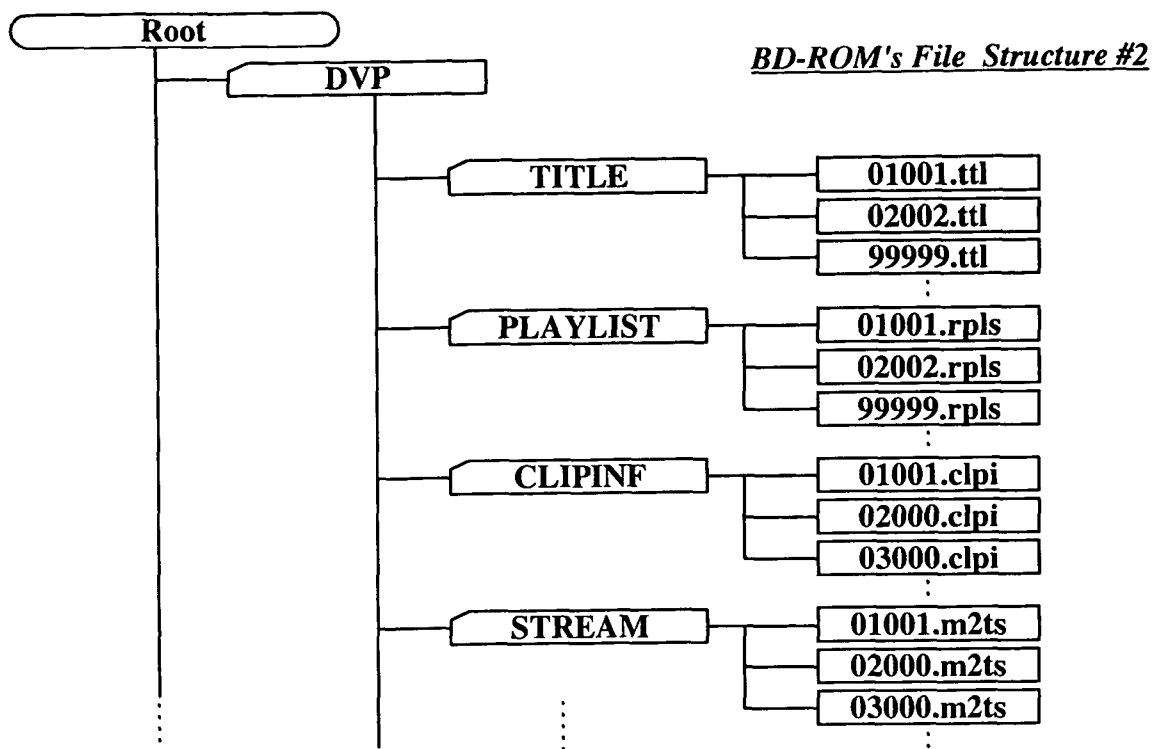 Root
BD-ROM's File Structure #2
DVP
TITLE
01001.ttl
02002.ttl
99999.ttl
PLAYLIST
01001.rpls
02002.rpls
99999.rpls
CLIPINF
01001.clpi
02000.clpi
03000.clpi
STREAM
01001.m2ts
02000.m2ts
03000.m2ts